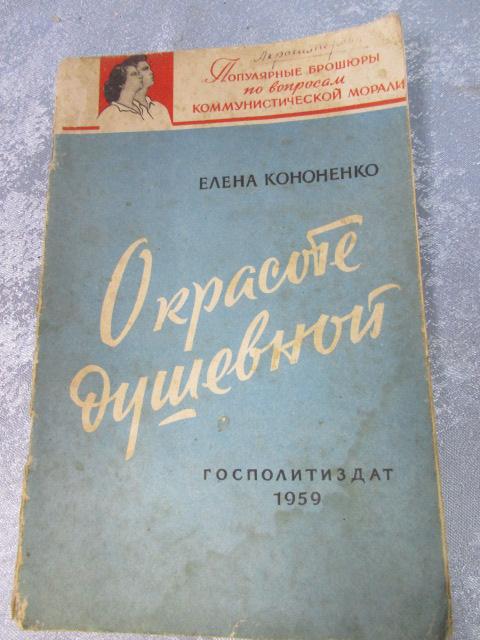 Популярные брошюры
по вопросам
коммунистической морали
ЕЛЕНА КОНОНЕНКО
О красоте
душевной
ГОСПОЛИТИЗДАТ
1959